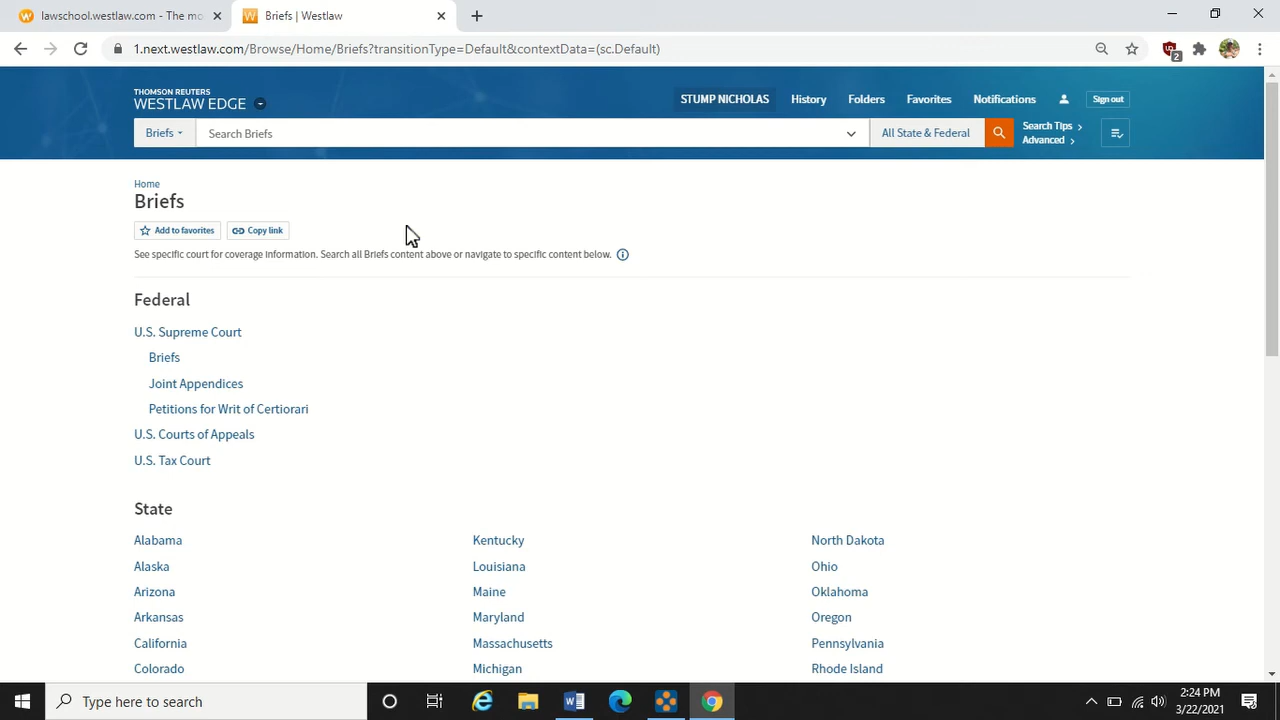 lawschool.westlaw.com - The mo
Briefs | Westlaw
1.next.westlaw.com/Browse/Home/Briefs?transitionType=Default&contextData=(sc.Default)
2
THOMSON REUTERS
WESTLAW EDGE
STUMP NICHOLAS History Folders Favorites Notifications Sign out
Briefs Search Briefs All State & Federal Search Tips
Advanced
Home
Briefs
Add to favorites Copy link
See specific court for coverage information. Search all Briefs content above or navigate to specific content below.
Federal
U.S. Supreme Court
Briefs
Joint Appendices
Petitions for Writ of Certiorari
U.S. Courts of Appeals
U.S. Tax Court
State
Alabama Kentucky North Dakota
Alaska Louisiana Ohio
Arizona Maine Oklahoma
Arkansas Maryland Oregon
California Massachusetts Pennsylvania
Colorado Michigan Rhode Island
Type here to search
2:24 PM
3/22/2021